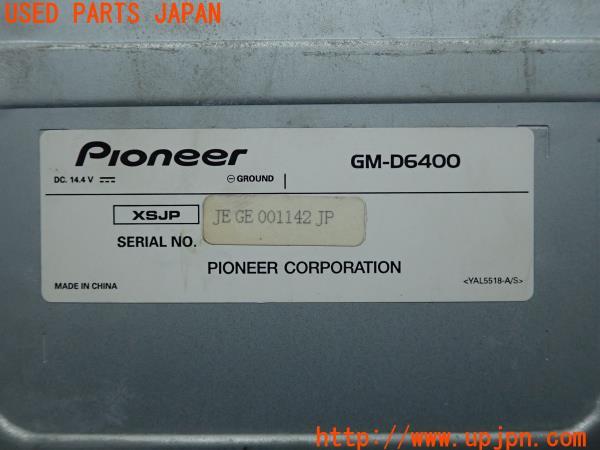 USED PARTS JAPAN
Pioneer GM-D6400
DC. 14.4 V ⎓ ⊖GROUND
XSJP
SERIAL NO. JE GE 001142 JP
PIONEER CORPORATION
MADE IN CHINA <YAL5518-A/S>
UPJ
http://www.upjpn.com/